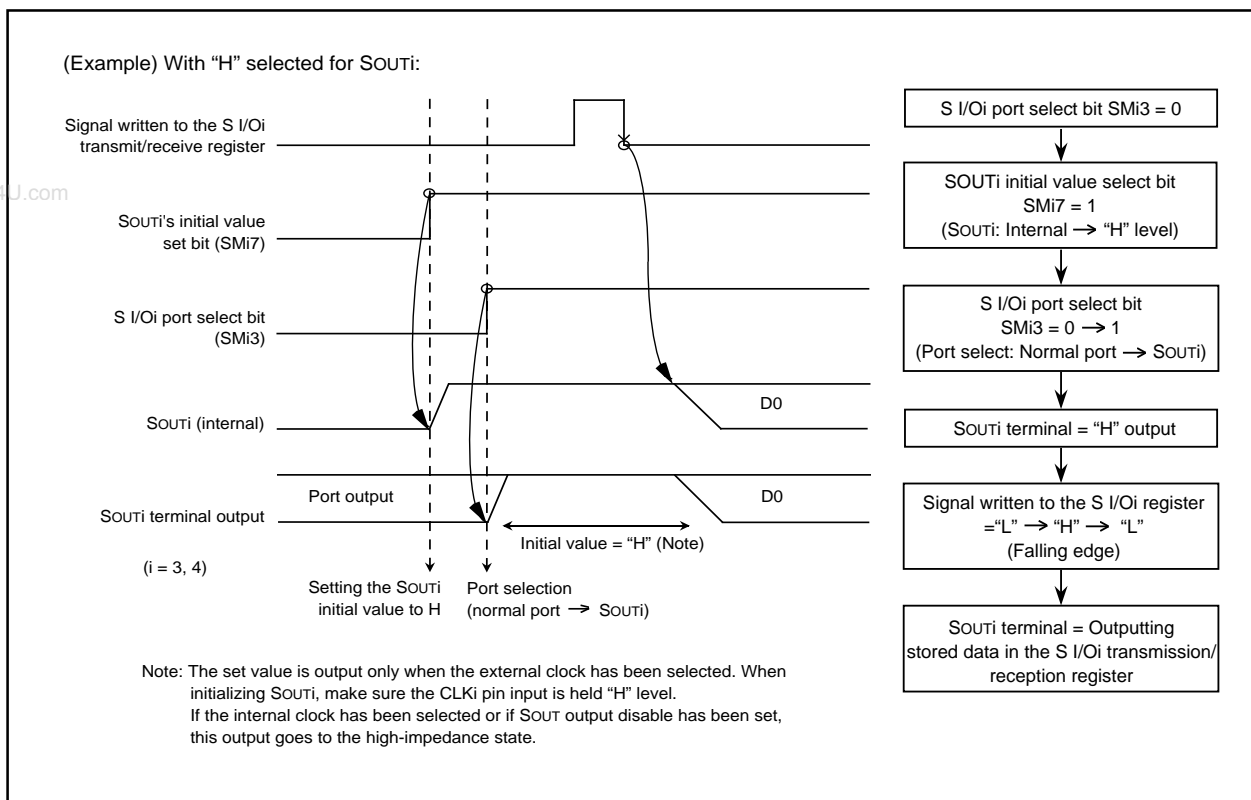 (Example) With “H” selected for SOUTi:
Signal written to the S I/Oi
transmit/receive register
4U.com
SOUTi's initial value
set bit (SMi7)
S I/Oi port select bit
(SMi3)
SOUTi (internal)
D0
Port output
D0
SOUTi terminal output
Initial value = “H” (Note)
(i = 3, 4)
Setting the SOUTi
initial value to H
Port selection
(normal port → SOUTi)
Note: The set value is output only when the external clock has been selected. When
initializing SOUTi, make sure the CLKi pin input is held “H” level.
If the internal clock has been selected or if SOUT output disable has been set,
this output goes to the high-impedance state.
S I/Oi port select bit SMi3 = 0
SOUTi initial value select bit
SMi7 = 1
(SOUTi: Internal → “H” level)
S I/Oi port select bit
SMi3 = 0 → 1
(Port select: Normal port → SOUTi)
SOUTi terminal = “H” output
Signal written to the S I/Oi register
=“L” → “H” → “L”
(Falling edge)
SOUTi terminal = Outputting
stored data in the S I/Oi transmission/
reception register